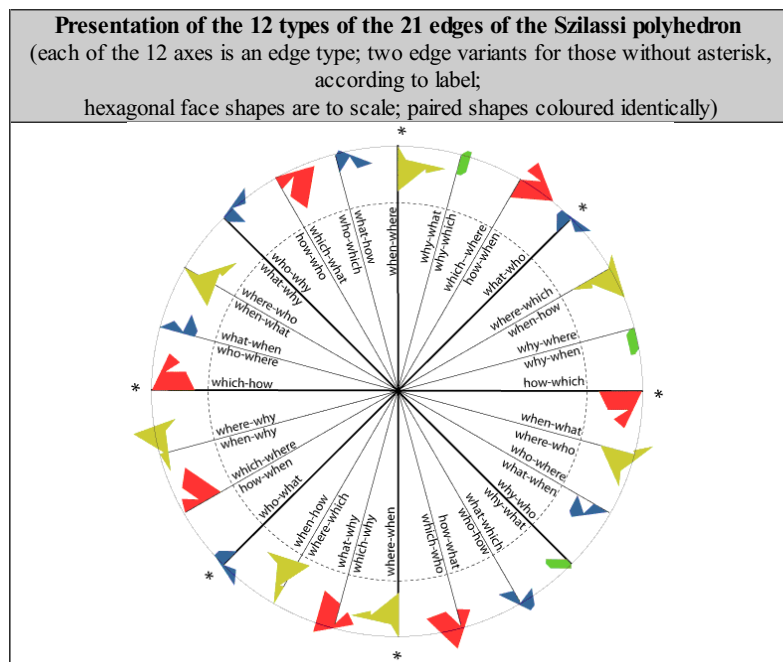 Presentation of the 12 types of the 21 edges of the Szilassi polyhedron
(each of the 12 axes is an edge type; two edge variants for those without asterisk,
according to label;
hexagonal face shapes are to scale; paired shapes coloured identically)
*
when-where
why-what
why-which
which--where
how-when
*
what-who
where-which
when-how
why-where
why-when
*
how-which
when-what
where-who
who-where
what-when
why-who
why-what
what-which
who-how
how-what
which-who
*
where-when
what-why
which-why
when-how
where-which
*
who-what
which-where
how-when
where-why
when-why
*
which-how
what-when
who-where
where-who
when-what
who-why
what-why
which-what
how-who
what-how
who-which